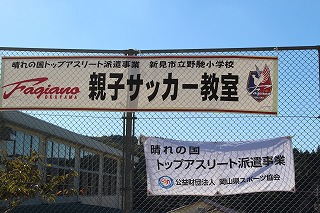 晴れの国トップアスリート派遣事業 新見市立野馳小学校
Fagiano
OKAYAMA
親子サッカー教室
晴れの国
トップアスリート派遣事業
公益財団法人 岡山県スポーツ協会